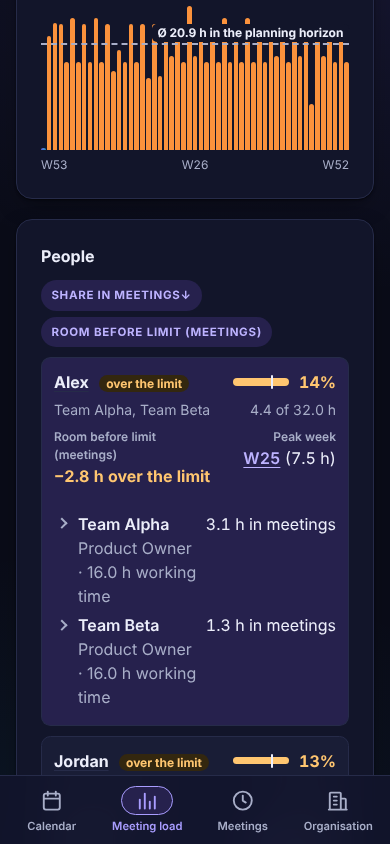 Ø 20.9 h in the planning horizon
W53 W26 W52
People
SHARE IN MEETINGS↓
ROOM BEFORE LIMIT (MEETINGS)
Alex over the limit 14%
Team Alpha, Team Beta 4.4 of 32.0 h
Room before limit (meetings) Peak week
−2.8 h over the limit W25 (7.5 h)
Team Alpha 3.1 h in meetings
Product Owner
· 16.0 h working
time
Team Beta 1.3 h in meetings
Product Owner
· 16.0 h working
time
Jordan over the limit 13%
Calendar Meeting load Meetings Organisation